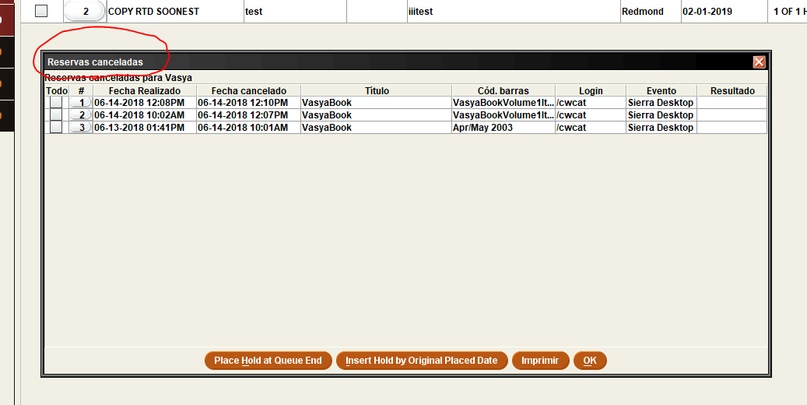 2 COPY RTD SOONEST test iiitest Redmond 02-01-2019 1 OF 1 H
Reservas canceladas
Reservas canceladas para Vasya
Todo # Fecha Realizado Fecha cancelado Título Cód. barras Login Evento Resultado
1 06-14-2018 12:08PM 06-14-2018 12:10PM VasyaBook VasyaBookVolume1It... /cwcat Sierra Desktop
2 06-14-2018 10:02AM 06-14-2018 12:07PM VasyaBook VasyaBookVolume1It... /cwcat Sierra Desktop
3 06-13-2018 01:41PM 06-14-2018 10:01AM VasyaBook Apr/May 2003 /cwcat Sierra Desktop
Place Hold at Queue End Insert Hold by Original Placed Date Imprimir OK